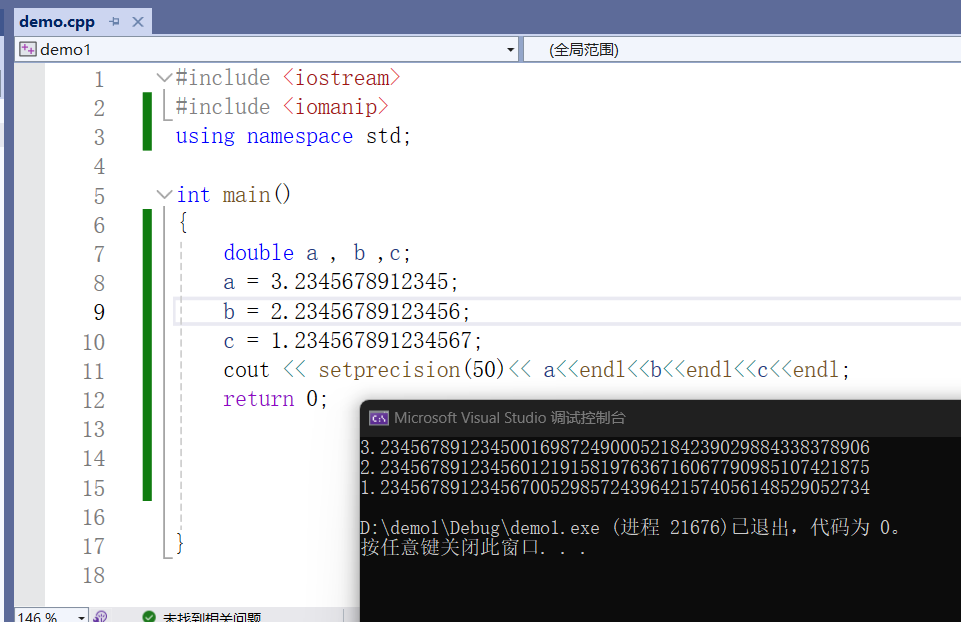 demo.cpp
demo1 (全局范围)
1 #include <iostream>
2 #include <iomanip>
3 using namespace std;
4
5 int main()
6 {
7 double a , b ,c;
8 a = 3.2345678912345;
9 b = 2.23456789123456;
10 c = 1.234567891234567;
11 cout << setprecision(50)<< a<<endl<<b<<endl<<c<<endl;
12 return 0;
13
14
15
16
17 }
18
Microsoft Visual Studio 调试控制台
3.2345678912345001698724900052184239029884338378906
2.2345678912345601219158197636716067790985107421875
1.2345678912345670052985724396421574056148529052734
D:\demo1\Debug\demo1.exe (进程 21676)已退出，代码为 0。
按任意键关闭此窗口. . .
146 % 未找到相关问题